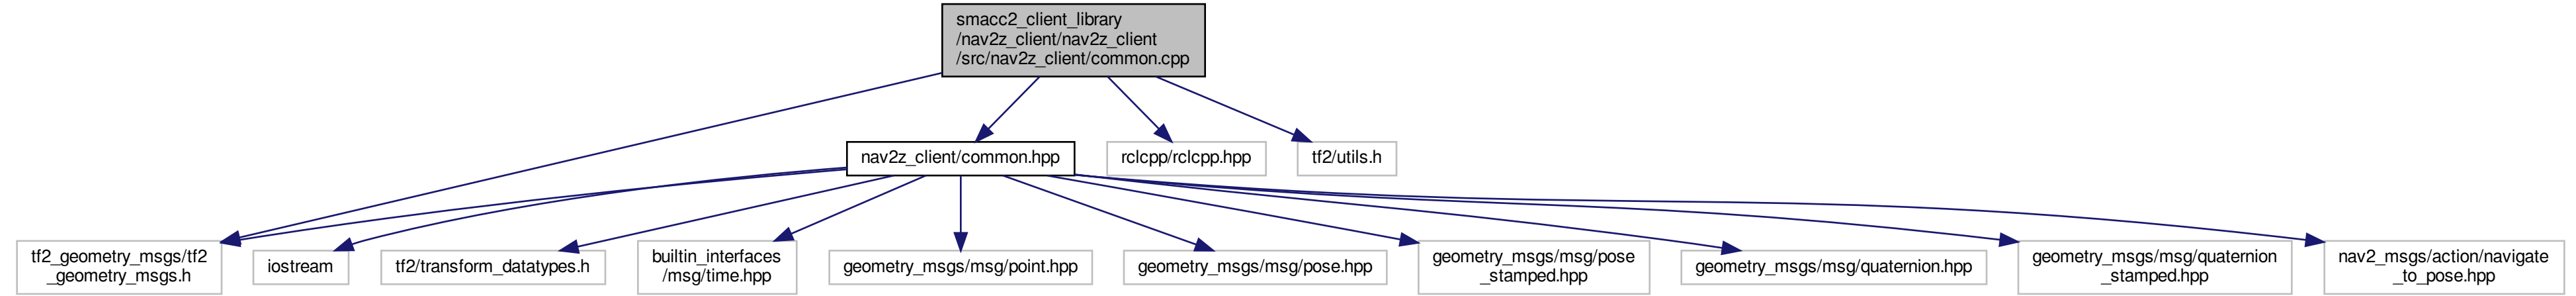 smacc2_client_library
/nav2z_client/nav2z_client
/src/nav2z_client/common.cpp
nav2z_client/common.hpp
rclcpp/rclcpp.hpp
tf2/utils.h
tf2_geometry_msgs/tf2
_geometry_msgs.h
iostream
tf2/transform_datatypes.h
builtin_interfaces
/msg/time.hpp
geometry_msgs/msg/point.hpp
geometry_msgs/msg/pose.hpp
geometry_msgs/msg/pose
_stamped.hpp
geometry_msgs/msg/quaternion.hpp
geometry_msgs/msg/quaternion
_stamped.hpp
nav2_msgs/action/navigate
_to_pose.hpp